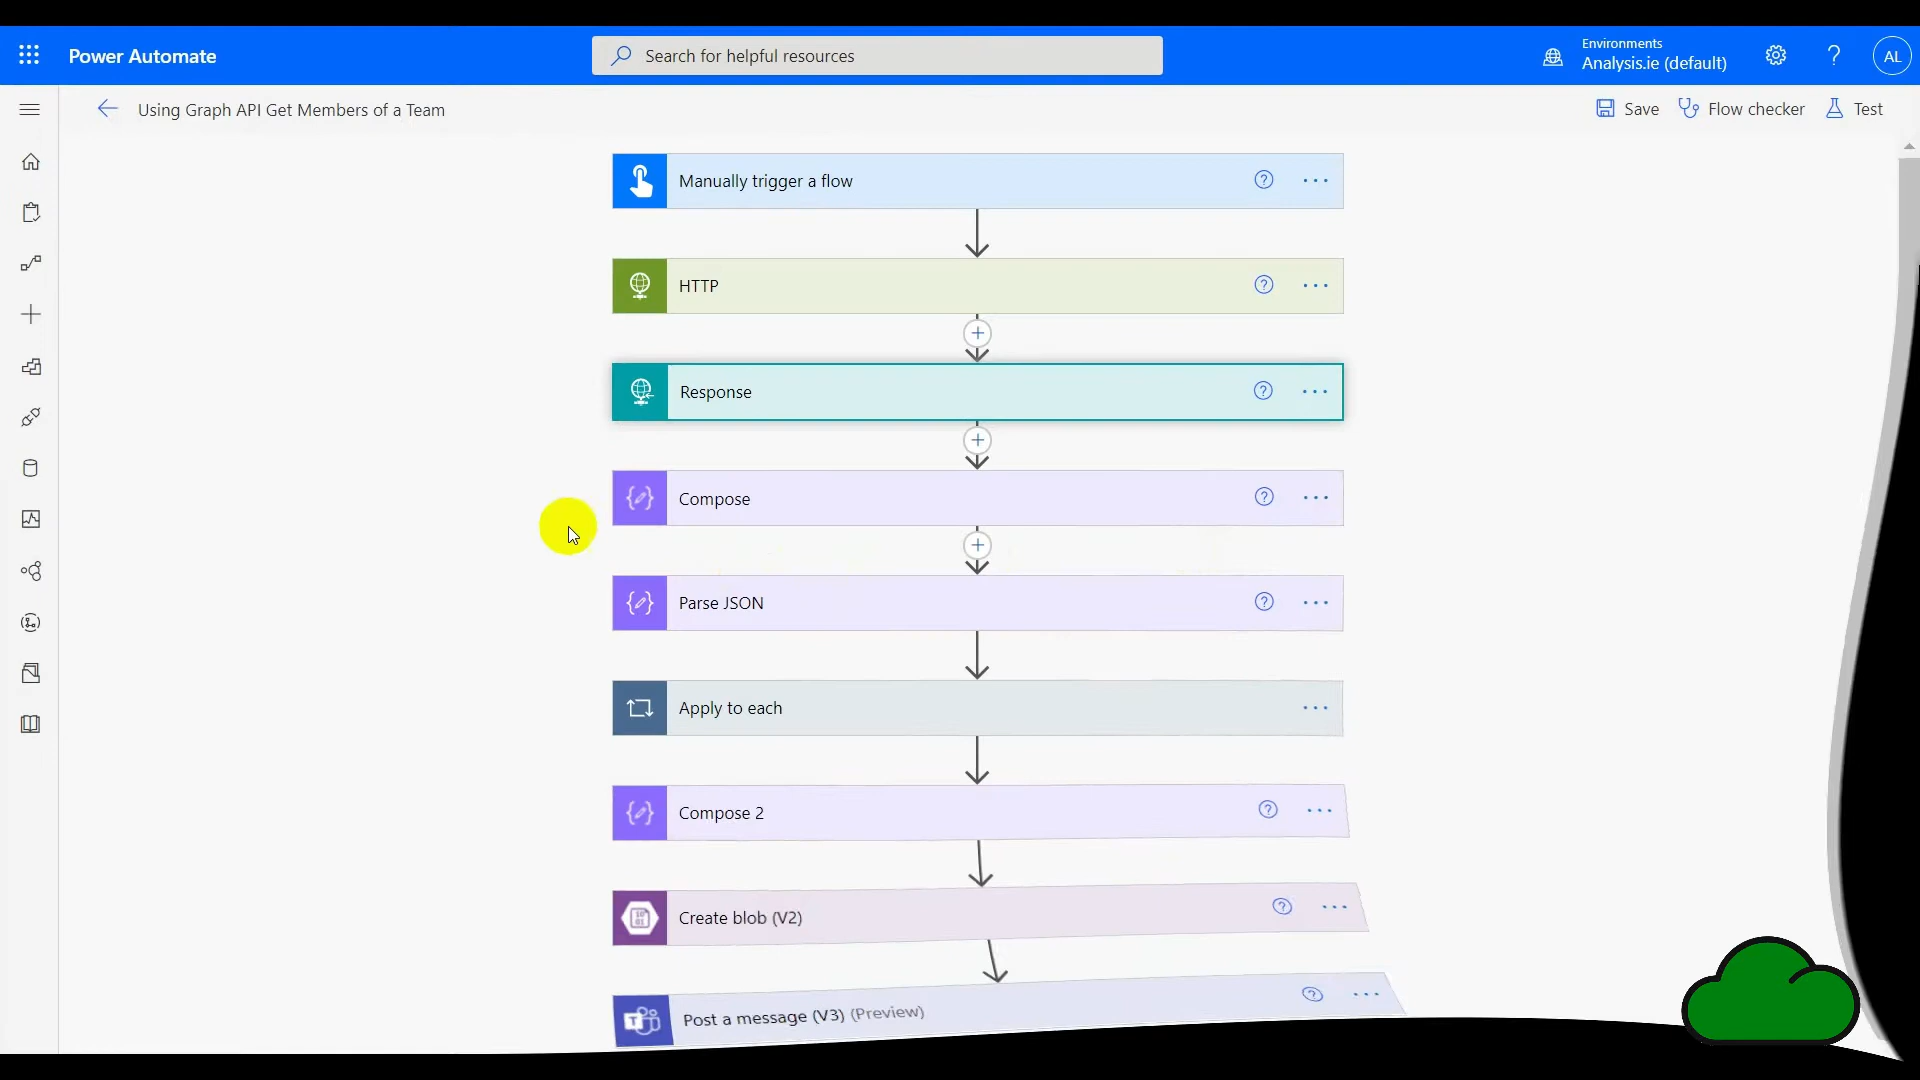 Power Automate
Search for helpful resources
Environments
Analysis.ie (default)
AL
Using Graph API Get Members of a Team
Save
Flow checker
Test
Manually trigger a flow
HTTP
Response
Compose
Parse JSON
Apply to each
Compose 2
Create blob (V2)
Post a message (V3) (Preview)